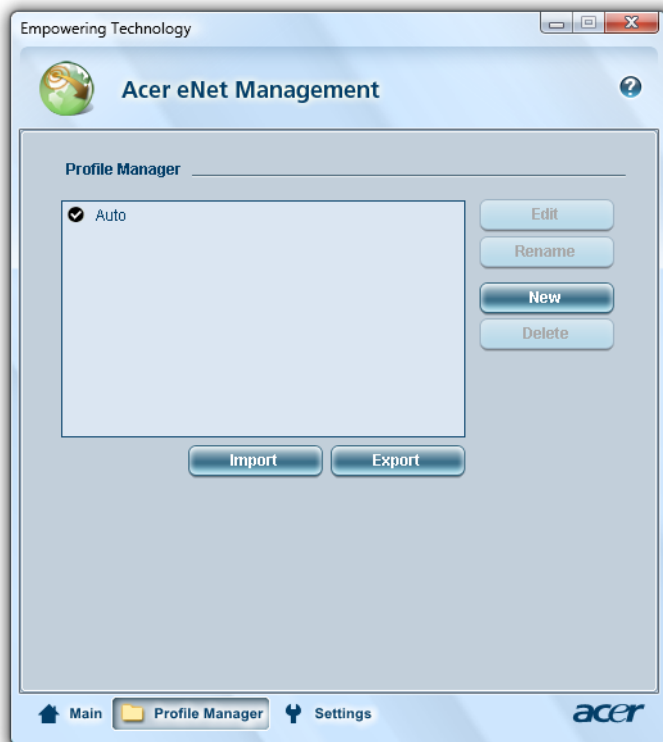 Empowering Technology
Acer eNet Management
?
Profile Manager
Auto
Edit
Rename
New
Delete
Import
Export
Main
Profile Manager
Settings
acer